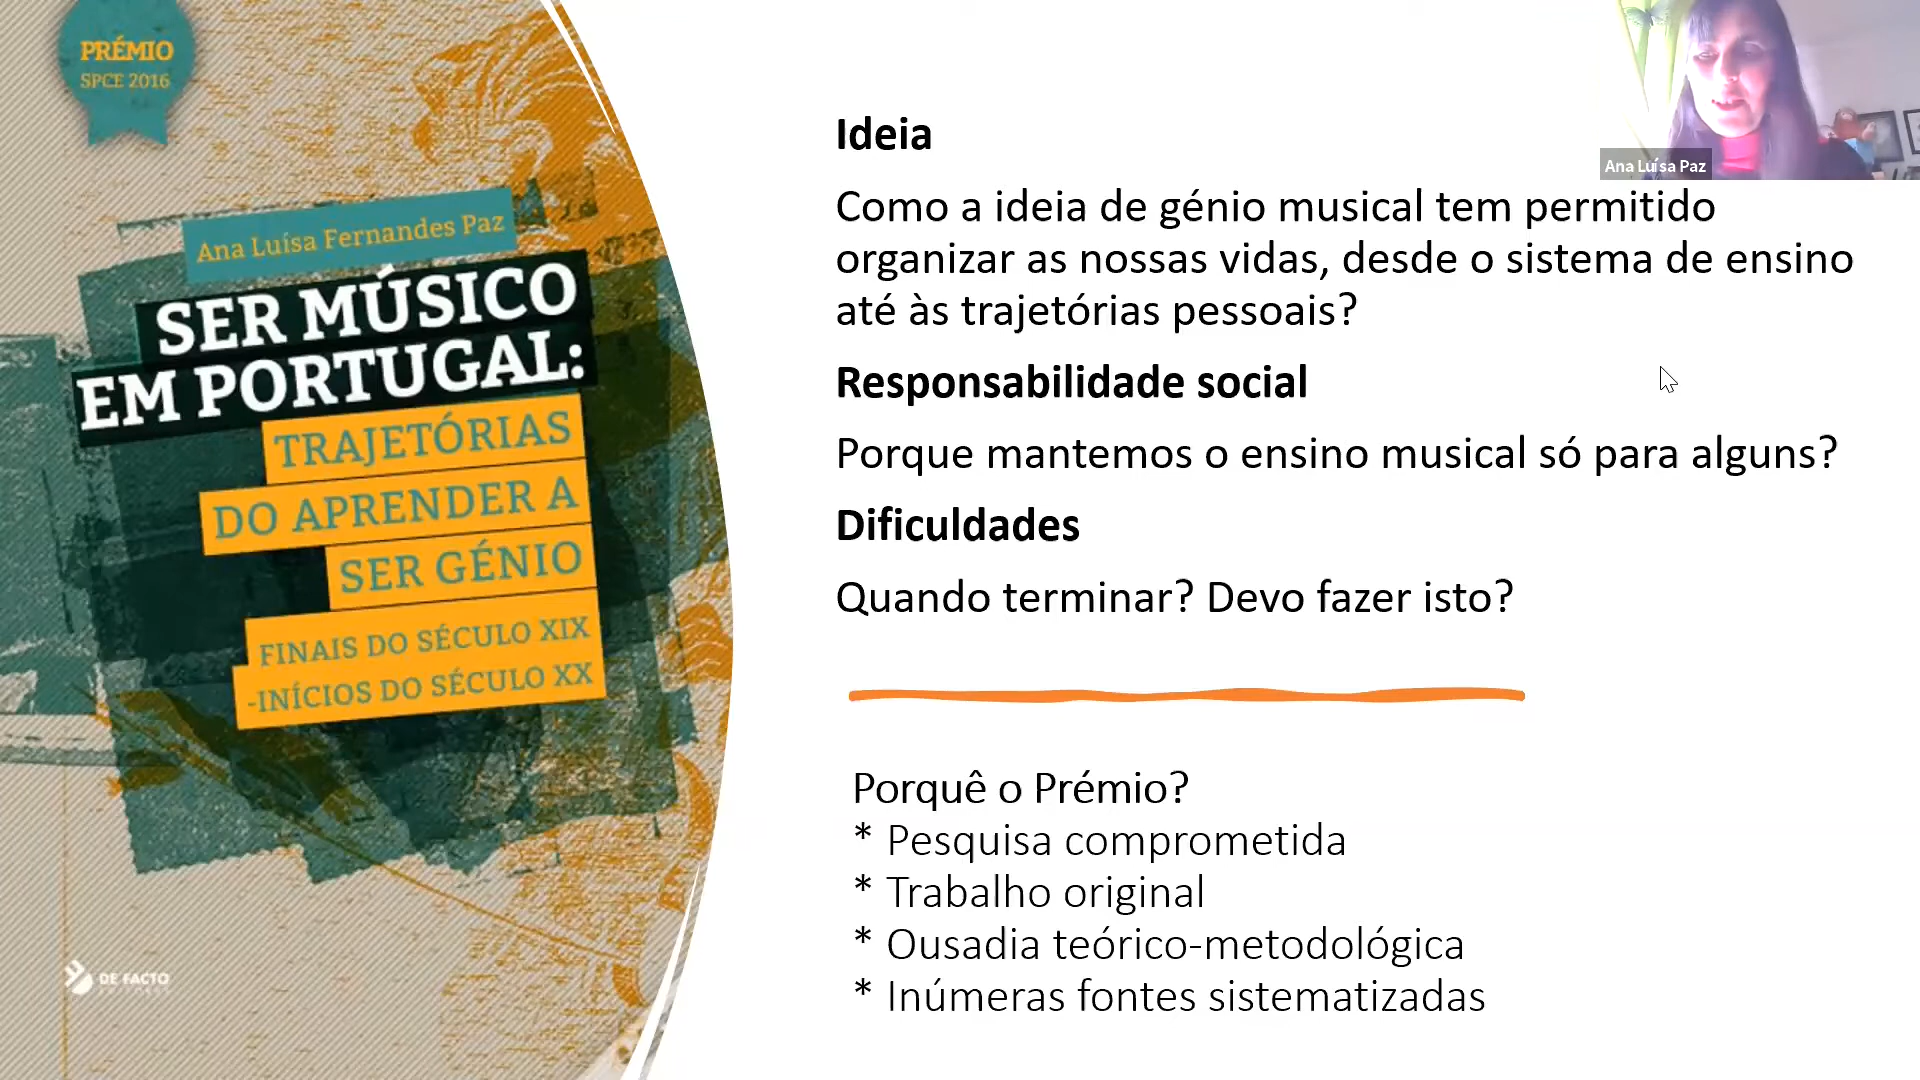 PRÉMIO
SPCE 2016
Ana Luísa Fernandes Paz
SER MÚSICO
EM PORTUGAL:
TRAJETÓRIAS
DO APRENDER A
SER GÉNIO
FINAIS DO SÉCULO XIX
-INÍCIOS DO SÉCULO XX
DE FACTO
Ana Luísa Paz
Ideia
Como a ideia de génio musical tem permitido
organizar as nossas vidas, desde o sistema de ensino
até às trajetórias pessoais?
Responsabilidade social
Porque mantemos o ensino musical só para alguns?
Dificuldades
Quando terminar? Devo fazer isto?
Porquê o Prémio?
* Pesquisa comprometida
* Trabalho original
* Ousadia teórico-metodológica
* Inúmeras fontes sistematizadas